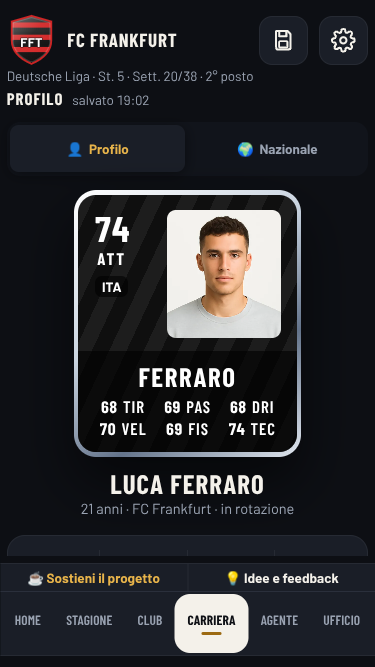 FFT
FC FRANKFURT
Deutsche Liga · St. 5 · Sett. 20/38 · 2° posto
PROFILO salvato 19:02
👤 Profilo
🌍 Nazionale
74
ATT
ITA
FERRARO
68 TIR 69 PAS 68 DRI
70 VEL 69 FIS 74 TEC
LUCA FERRARO
21 anni · FC Frankfurt · in rotazione
☕ Sostieni il progetto
💡 Idee e feedback
HOME STAGIONE CLUB CARRIERA AGENTE UFFICIO